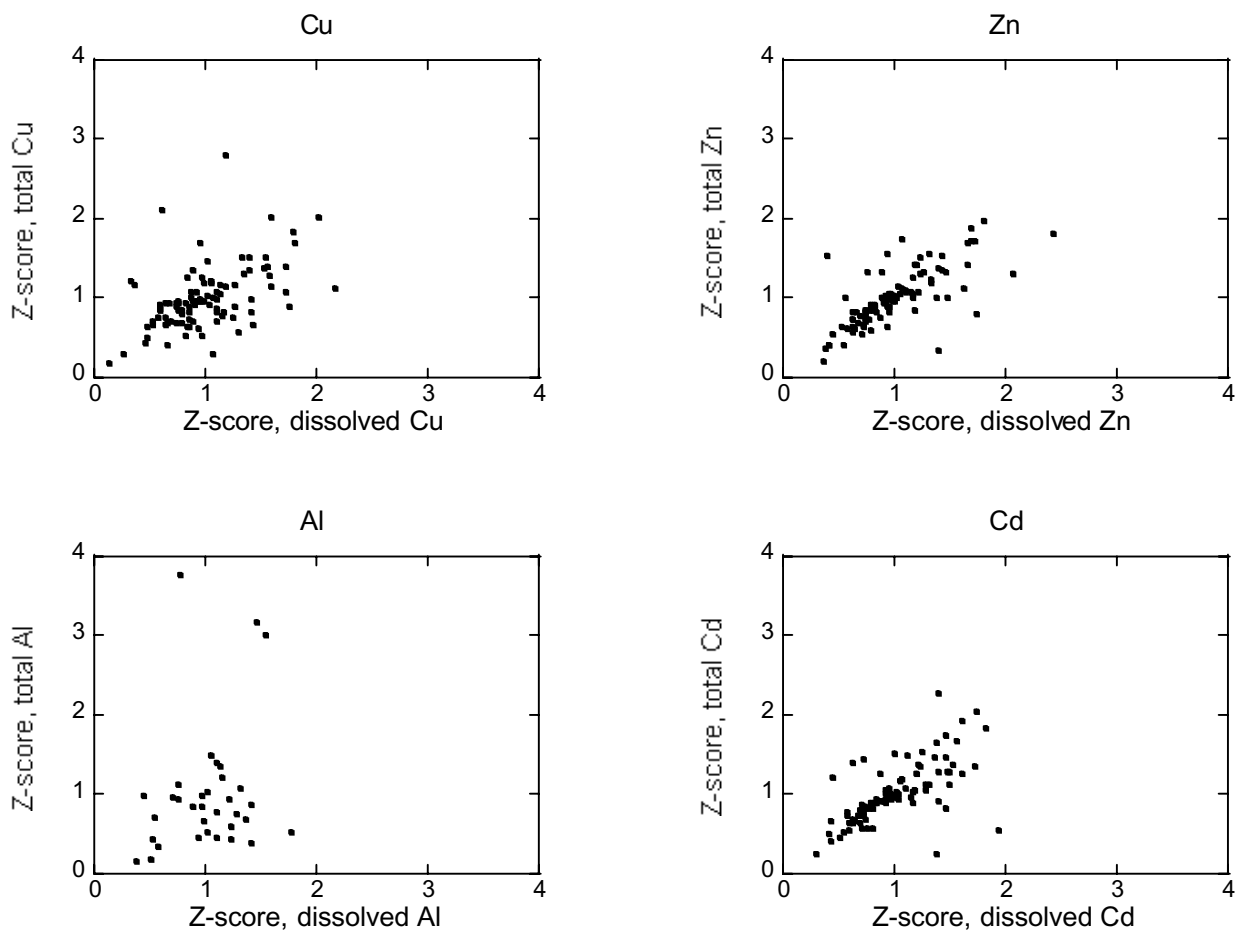 Cu
4
3
2
1
0
0 1 2 3 4
Z-score, total Cu
Z-score, dissolved Cu
Zn
4
3
2
1
0
0 1 2 3 4
Z-score, total Zn
Z-score, dissolved Zn
Al
4
3
2
1
0
0 1 2 3 4
Z-score, total Al
Z-score, dissolved Al
Cd
4
3
2
1
0
0 1 2 3 4
Z-score, total Cd
Z-score, dissolved Cd